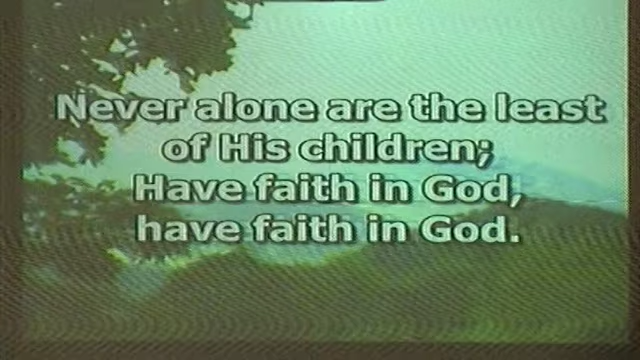 Never alone are the least
of His children;
Have faith in God,
have faith in God.